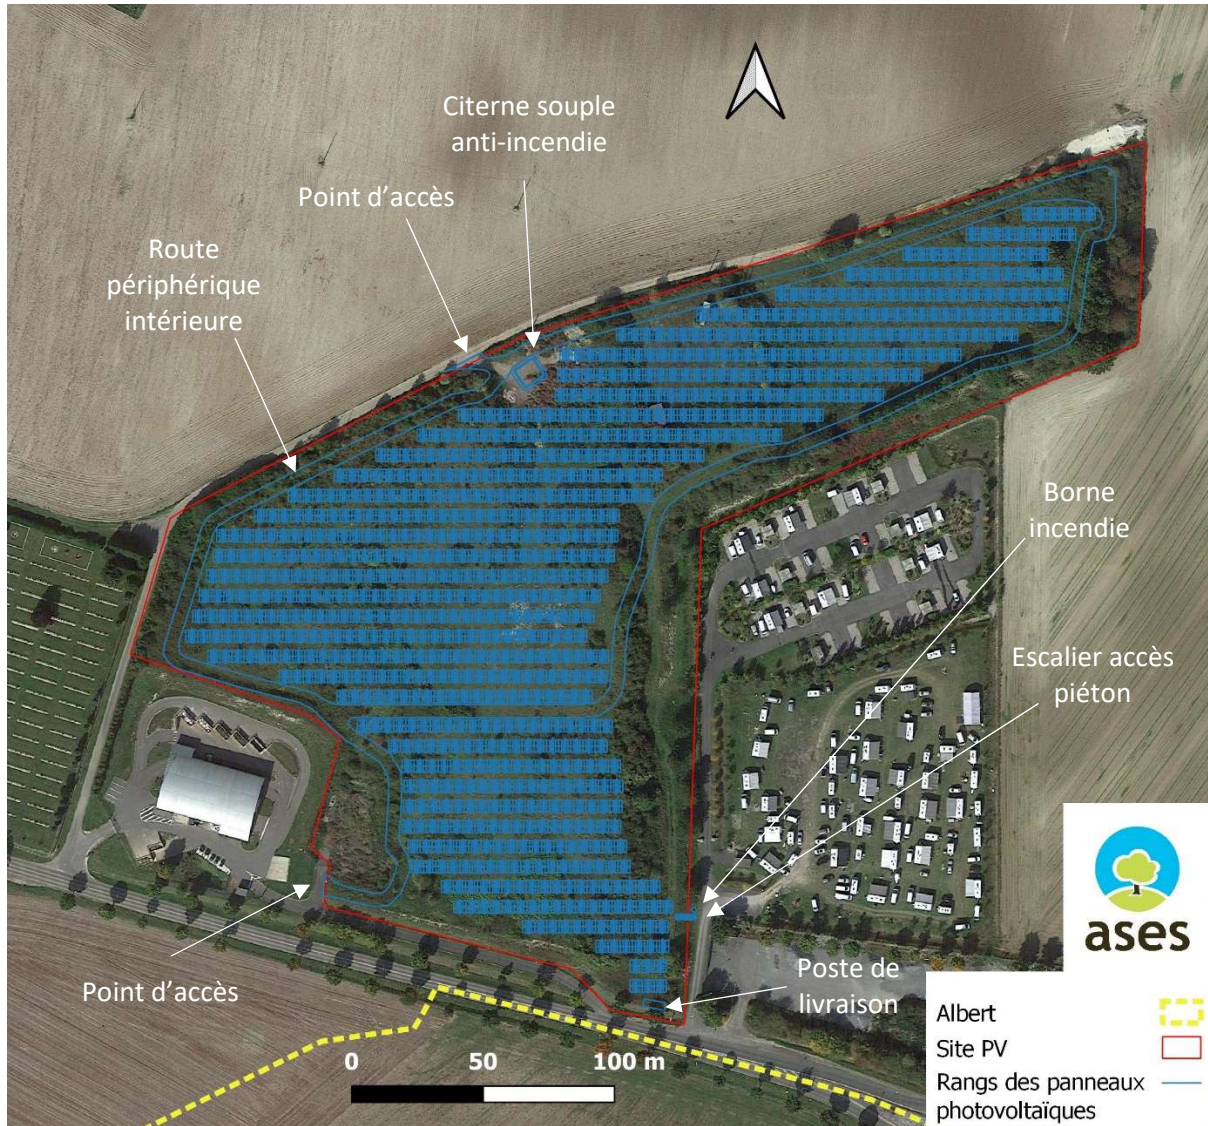 Citerne souple
anti-incendie
Point d’accès
Route
périphérique
intérieure
Borne
incendie
Escalier accès
piéton
Point d’accès
Poste de
livraison
0 50 100 m
ases
Albert
Site PV
Rangs des panneaux
photovoltaïques